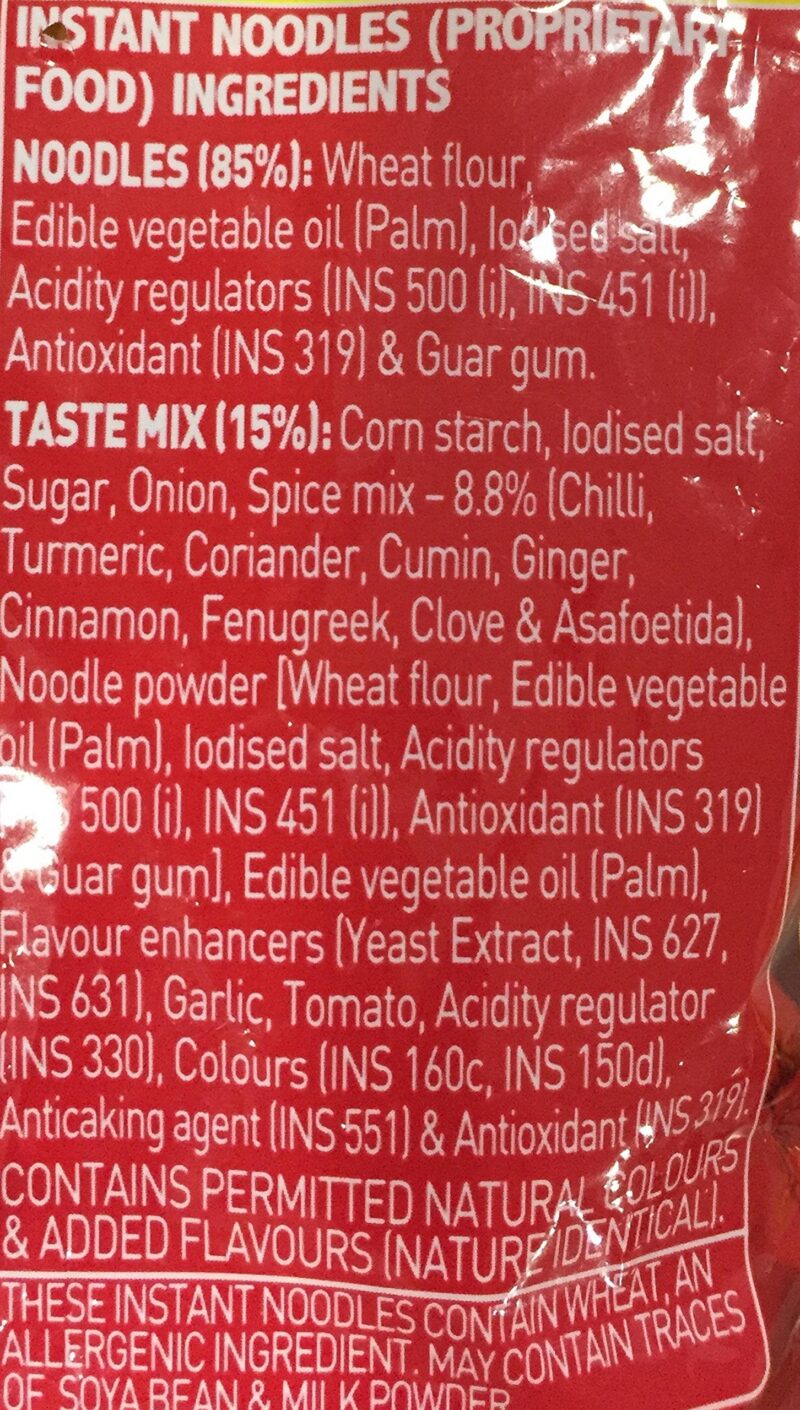 INSTANT NOODLES (PROPRIETARY
FOOD) INGREDIENTS
NOODLES (85%): Wheat flour,
Edible vegetable oil (Palm), Iodised salt,
Acidity regulators (INS 500 (i), INS 451 (i)),
Antioxidant (INS 319) & Guar gum.
TASTE MIX (15%): Corn starch, Iodised salt,
Sugar, Onion, Spice mix – 8.8% (Chilli,
Turmeric, Coriander, Cumin, Ginger,
Cinnamon, Fenugreek, Clove & Asafoetida),
Noodle powder [Wheat flour, Edible vegetable
oil (Palm), Iodised salt, Acidity regulators
500 (i), INS 451 (i)), Antioxidant (INS 319)
& Guar gum], Edible vegetable oil (Palm),
Flavour enhancers (Yeast Extract, INS 627,
INS 631), Garlic, Tomato, Acidity regulator
(INS 330), Colours (INS 160c, INS 150d),
Anticaking agent (INS 551) & Antioxidant (INS 319).
CONTAINS PERMITTED NATURAL COLOURS
& ADDED FLAVOURS (NATURE IDENTICAL).
THESE INSTANT NOODLES CONTAIN WHEAT, AN
ALLERGENIC INGREDIENT. MAY CONTAIN TRACES
OF SOYA BEAN & MILK POWDER